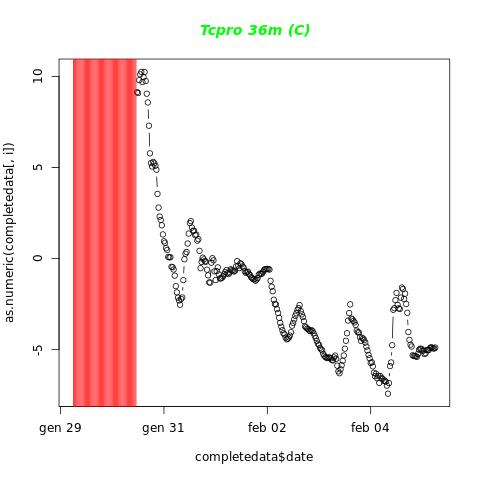 Tcpro 36m (C)
as.numeric(completedata[, i])
10
5
0
-5
gen 29
gen 31
feb 02
feb 04
completedata$date